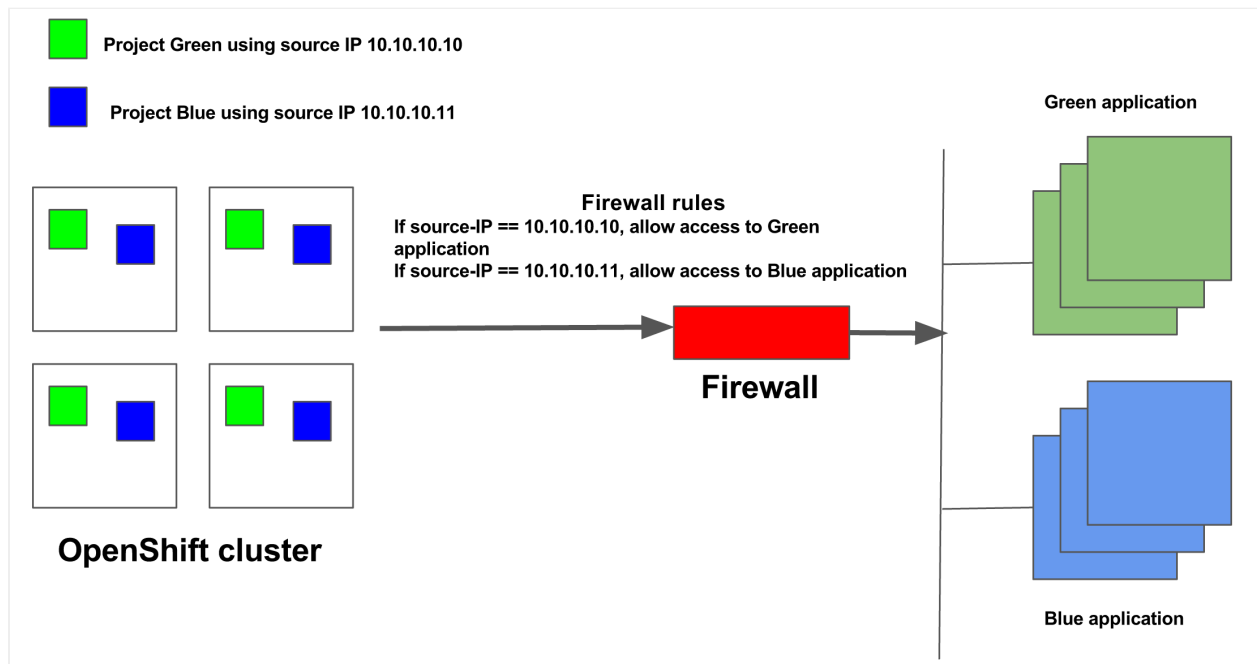 Project Green using source IP 10.10.10.10
Project Blue using source IP 10.10.10.11
Green application
Firewall rules
If source-IP == 10.10.10.10, allow access to Green
application
If source-IP == 10.10.10.11, allow access to Blue application
Firewall
OpenShift cluster
Blue application